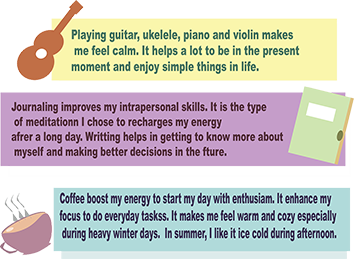 Playing guitar, ukelele, piano and violin makes
me feel calm. It helps a lot to be in the present
moment and enjoy simple things in life.
Journaling improves my intrapersonal skills. It is the type
of meditationn I chose to recharges my energy
afrer a long day. Writting helps in getting to know more about
myself and making better decisions in the fture.
Coffee boost my energy to start my day with enthusiam. It enhance my
focus to do everyday taskss. It makes me feel warm and cozy especially
during heavy winter days. In summer, I like it ice cold during afternoon.